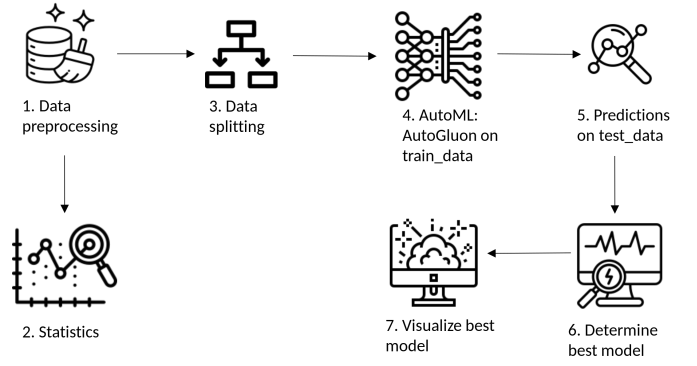 1. Data
preprocessing
3. Data
splitting
4. AutoML:
AutoGluon on
train_data
5. Predictions
on test_data
2. Statistics
7. Visualize best
model
6. Determine
best model